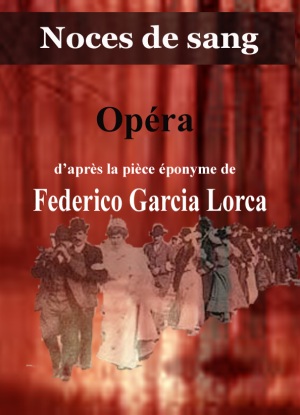 Noces de sang
Opéra
d'après la pièce éponyme de
Federico Garcia Lorca